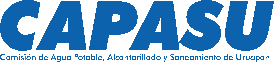 CAPASU
Comisión de Agua Potable, Alcantarillado y Saneamiento de Uruapan